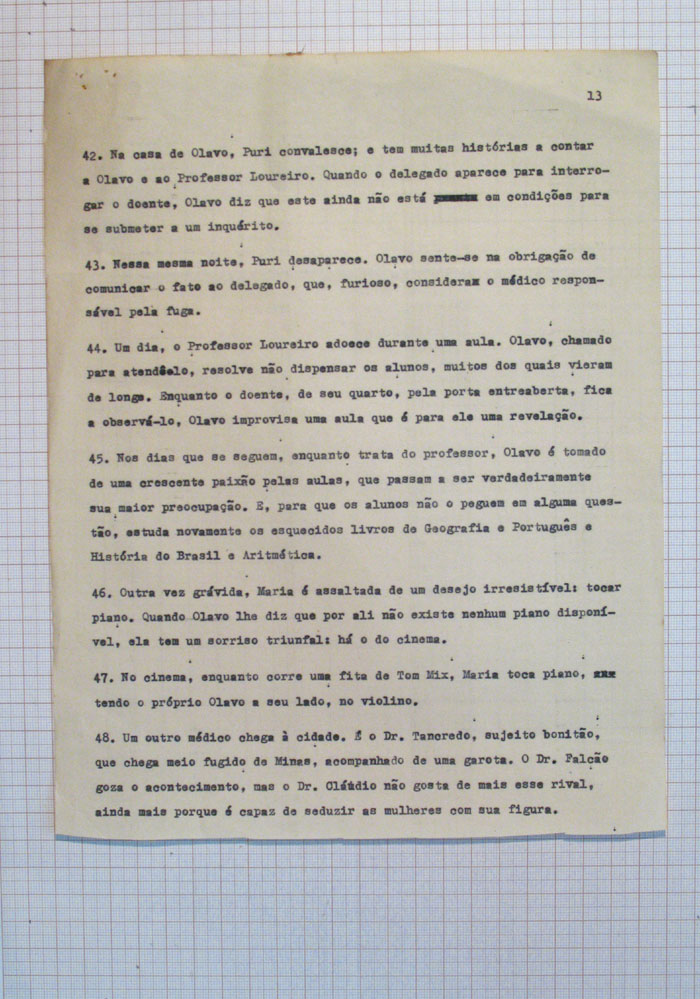 13
42. Na casa de Olavo, Puri convalesce; e tem muitas histórias a contar
a Olavo e ao Professor Loureiro. Quando o delegado aparece para interro-
gar o doente, Olavo diz que este ainda não está em condições para
se submeter a um inquérito.
43. Nessa mesma noite, Puri desaparece. Olavo sente-se na obrigação de
comunicar o fato ao delegado, que, furioso, considera o médico respon-
sável pela fuga.
44. Um dia, o Professor Loureiro adoece durante uma aula. Olavo, chamado
para atendêelo, resolve não dispensar os alunos, muitos dos quais vieram
de longe. Enquanto o doente, de seu quarto, pela porta entreaberta, fica
a observá-lo, Olavo improvisa uma aula que é para ele uma revelação.
45. Nos dias que se seguem, enquanto trata do professor, Olavo é tomado
de uma crescente paixão pelas aulas, que passam a ser verdadeiramente
sua maior preocupação. E, para que os alunos não o peguem em alguma ques-
tão, estuda novamente os esquecidos livros de Geografia e Português e
História do Brasil e Aritmética.
46. Outra vez grávida, Maria é assaltada de um desejo irresistível: tocar
piano. Quando Olavo lhe diz que por ali não existe nenhum piano disponí-
vel, ela tem um sorriso triunfal: há o do cinema.
47. No cinema, enquanto corre uma fita de Tom Mix, Maria toca piano,
tendo o próprio Olavo a seu lado, no violino.
48. Um outro médico chega à cidade. É o Dr. Tancredo, sujeito bonitão,
que chega meio fugido de Minas, acompanhado de uma garota. O Dr. Falcão
goza o acontecimento, mas o Dr. Cláudio não gosta de mais esse rival,
ainda mais porque é capaz de seduzir as mulheres com sua figura.